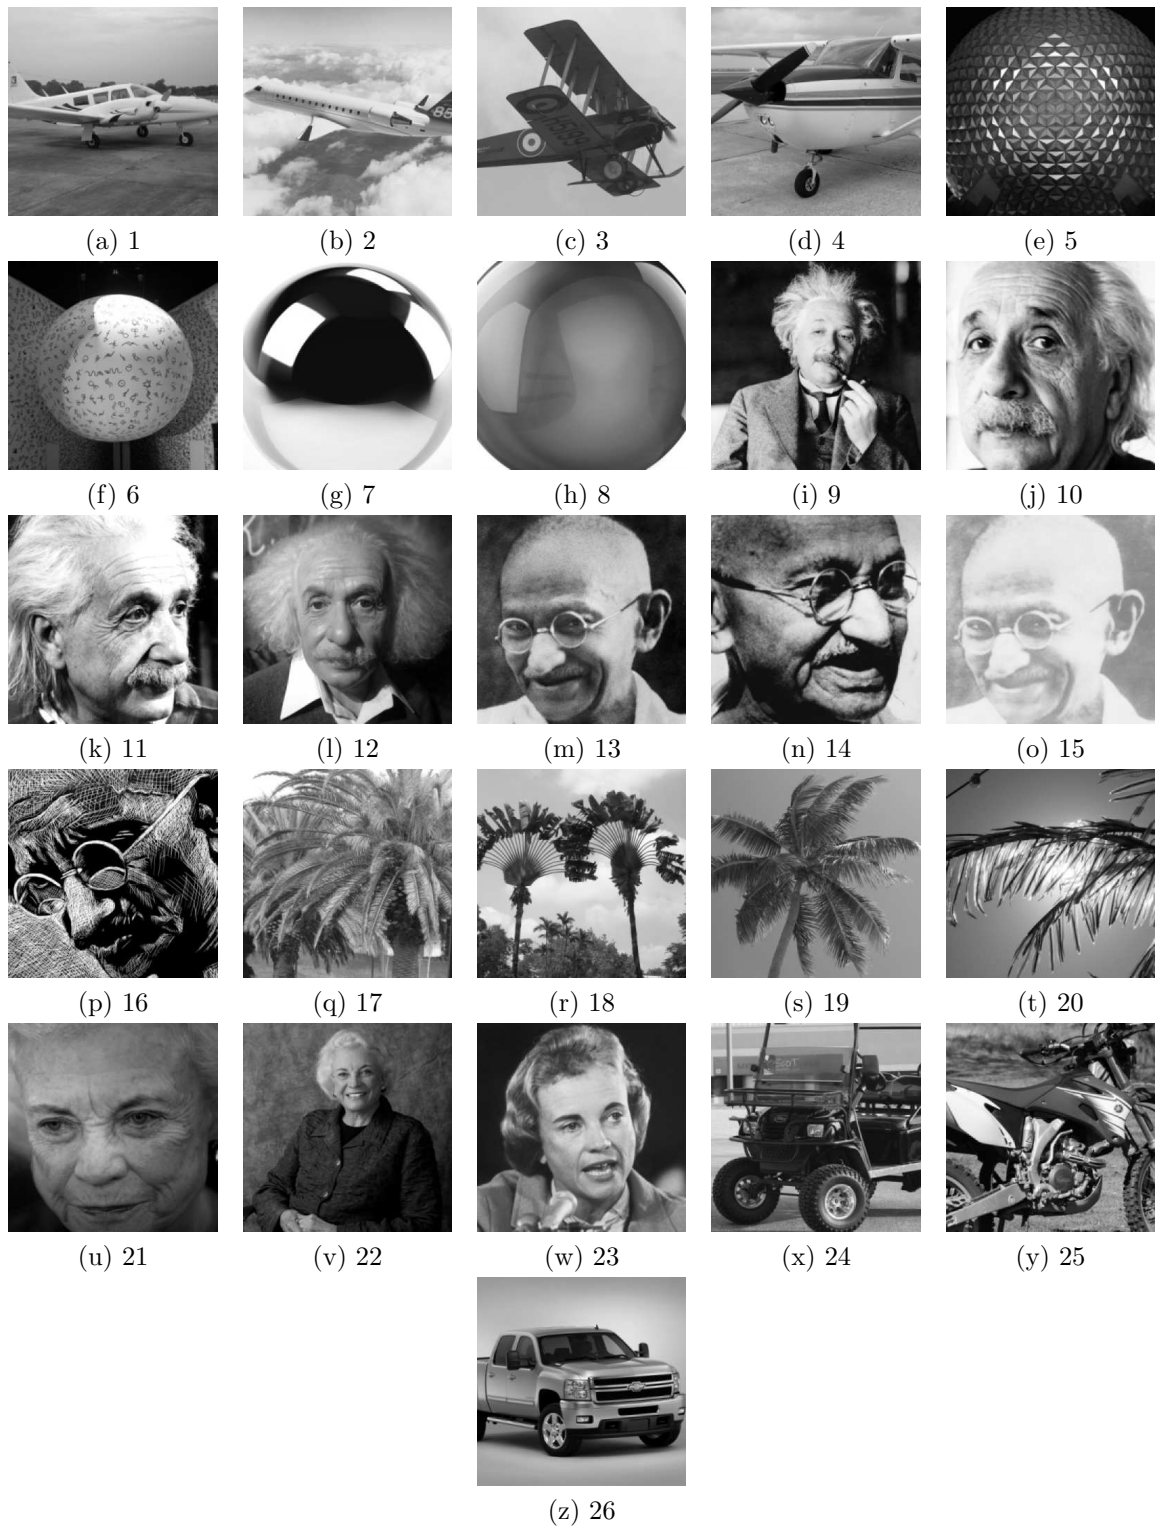 (a) 1 (b) 2 (c) 3 (d) 4 (e) 5
(f) 6 (g) 7 (h) 8 (i) 9 (j) 10
(k) 11 (l) 12 (m) 13 (n) 14 (o) 15
(p) 16 (q) 17 (r) 18 (s) 19 (t) 20
(u) 21 (v) 22 (w) 23 (x) 24 (y) 25
(z) 26